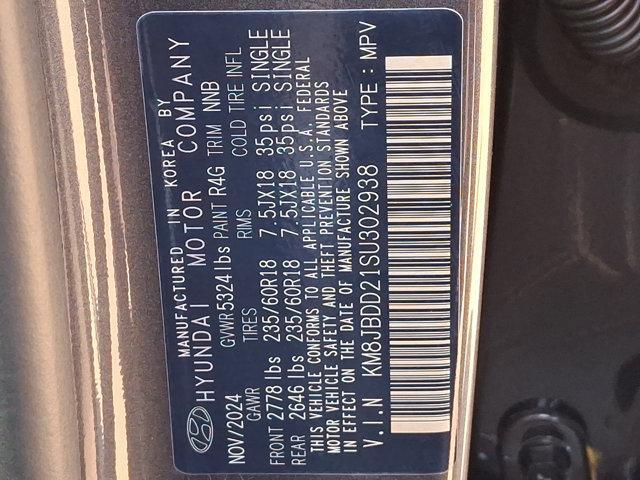 MANUFACTURED IN KOREA BY
HYUNDAI MOTOR COMPANY
NOV/2024 GVWR 5324 lbs PAINT R4G TRIM NNB
GAWR TIRES RIMS COLD TIRE INFL
FRONT 2778 lbs 235/60R18 7.5JX18 35psi SINGLE
REAR 2646 lbs 235/60R18 7.5JX18 35psi SINGLE
THIS VEHICLE CONFORMS TO ALL APPLICABLE U.S.A. FEDERAL
MOTOR VEHICLE SAFETY AND THEFT PREVENTION STANDARDS
IN EFFECT ON THE DATE OF MANUFACTURE SHOWN ABOVE
V.I.N KM8JBDD21SU302938 TYPE : MPV